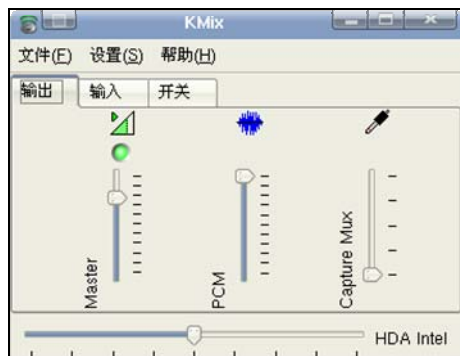 KMix
文件(F) 设置(S) 帮助(H)
输出 输入 开关
Master
PCM
Capture Mux
HDA Intel